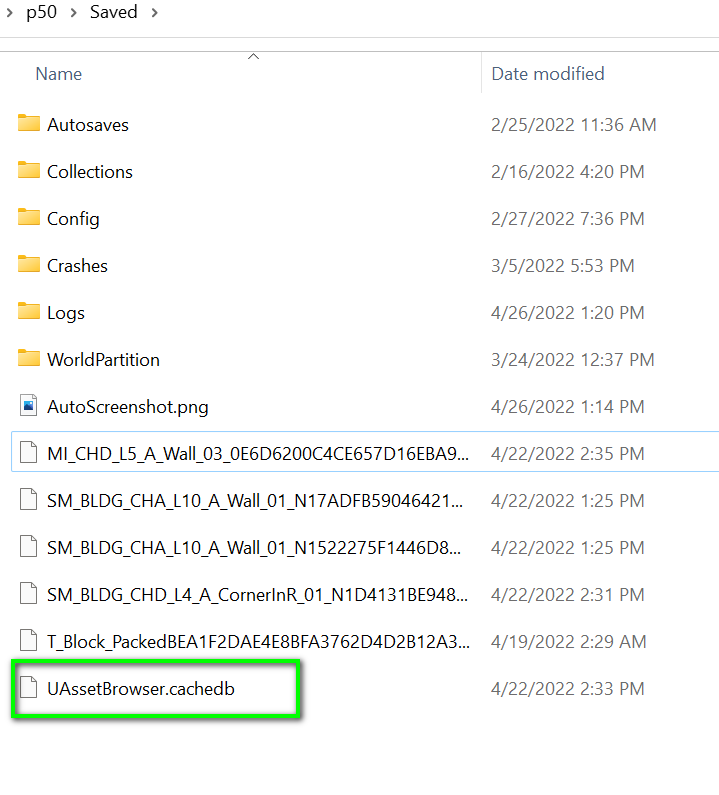 p50 > Saved >
Name Date modified
Autosaves 2/25/2022 11:36 AM
Collections 2/16/2022 4:20 PM
Config 2/27/2022 7:36 PM
Crashes 3/5/2022 5:53 PM
Logs 4/26/2022 1:20 PM
WorldPartition 3/24/2022 12:37 PM
AutoScreenshot.png 4/26/2022 1:14 PM
MI_CHD_L5_A_Wall_03_0E6D6200C4CE657D16EBA9... 4/22/2022 2:35 PM
SM_BLDG_CHA_L10_A_Wall_01_N17ADFB59046421... 4/22/2022 1:25 PM
SM_BLDG_CHA_L10_A_Wall_01_N1522275F1446D8... 4/22/2022 1:25 PM
SM_BLDG_CHD_L4_A_CornerInR_01_N1D4131BE948... 4/22/2022 2:31 PM
T_Block_PackedBEA1F2DAE4E8BFA3762D4D2B12A3... 4/19/2022 2:29 AM
UAssetBrowser.cachedb 4/22/2022 2:33 PM